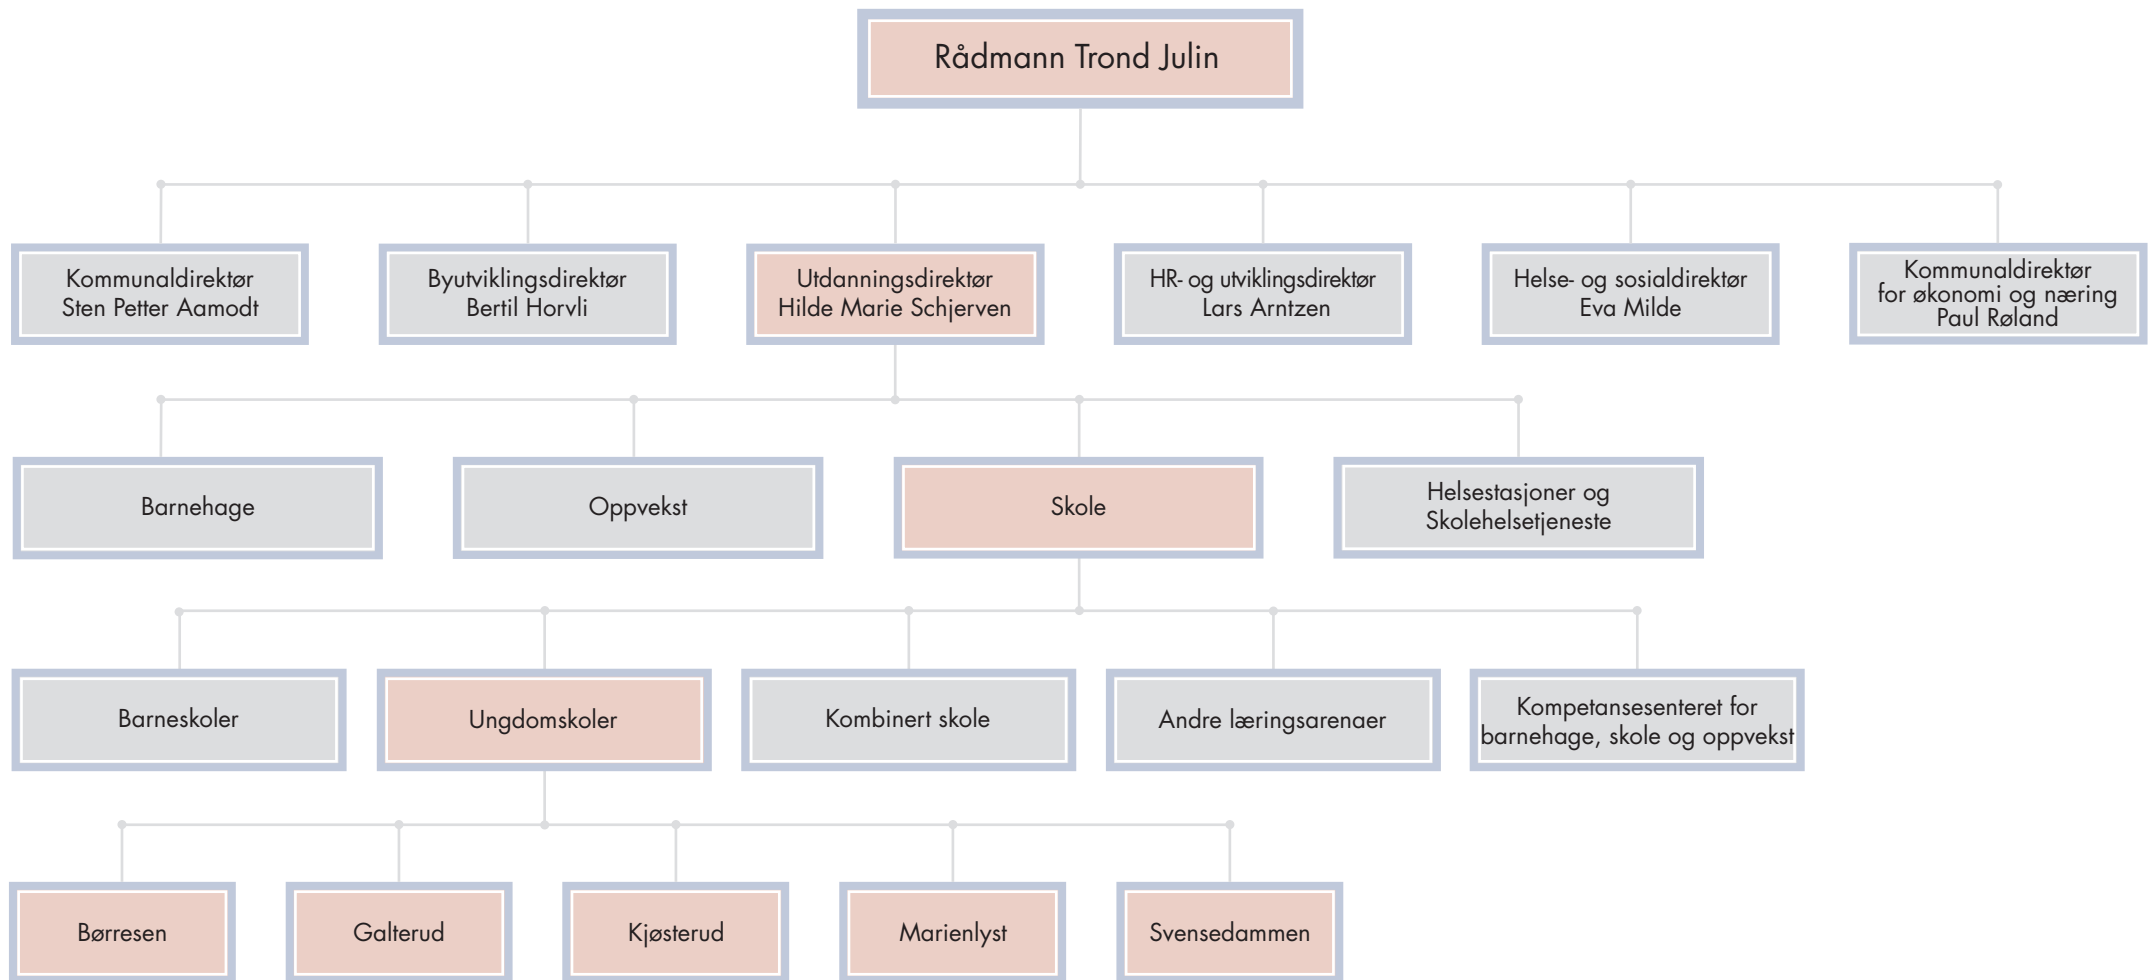 Rådmann Trond Julin
Kommunaldirektør
Sten Petter Aamodt
Byutviklingsdirektør
Bertil Horvli
Utdanningsdirektør
Hilde Marie Schjerven
HR- og utviklingsdirektør
Lars Arntzen
Helse- og sosialdirektør
Eva Milde
Kommunaldirektør
for økonomi og næring
Paul Røland
Barnehage
Oppvekst
Skole
Helsestasjoner og
Skolehelsetjeneste
Barneskoler
Ungdomskoler
Kombinert skole
Andre læringsarenaer
Kompetansesenteret for
barnehage, skole og oppvekst
Børresen
Galterud
Kjøsterud
Marienlyst
Svensedammen